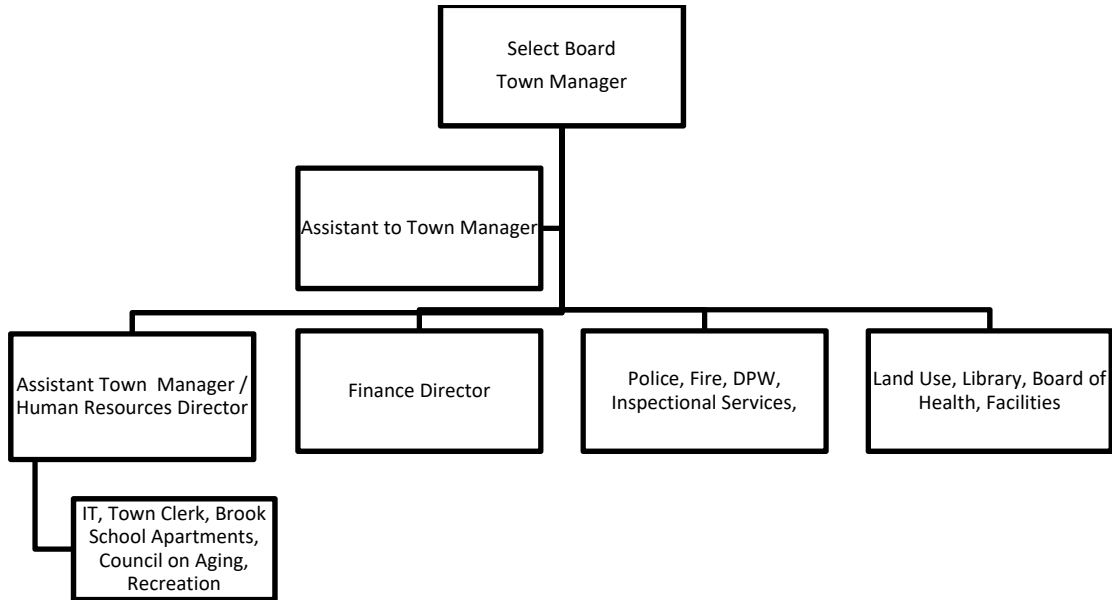 Select Board
Town Manager
Assistant to Town Manager
Assistant Town Manager /
Human Resources Director
Finance Director
Police, Fire, DPW,
Inspectional Services,
Land Use, Library, Board of
Health, Facilities
IT, Town Clerk, Brook
School Apartments,
Council on Aging,
Recreation